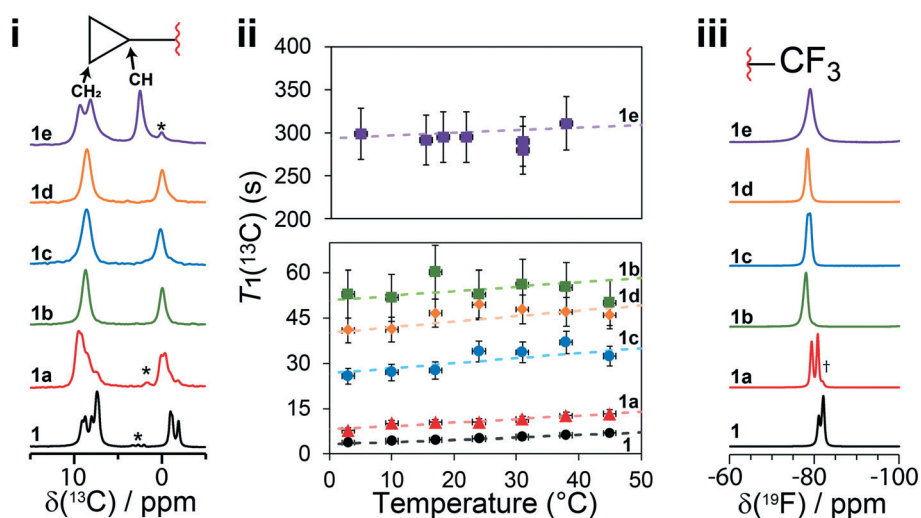 i
CH₂
CH
*
1e
1d
1c
1b
1a
*
1
*
10
0
δ(¹³C) / ppm
ii
T1(¹³C) (s)
400
350
300
250
200
1e
60
45
30
15
0
1b
1d
1c
1a
1
0
10
20
30
40
50
Temperature (°C)
iii
CF₃
1e
1d
1c
1b
1a
†
1
-60
-80
-100
δ(¹⁹F) / ppm